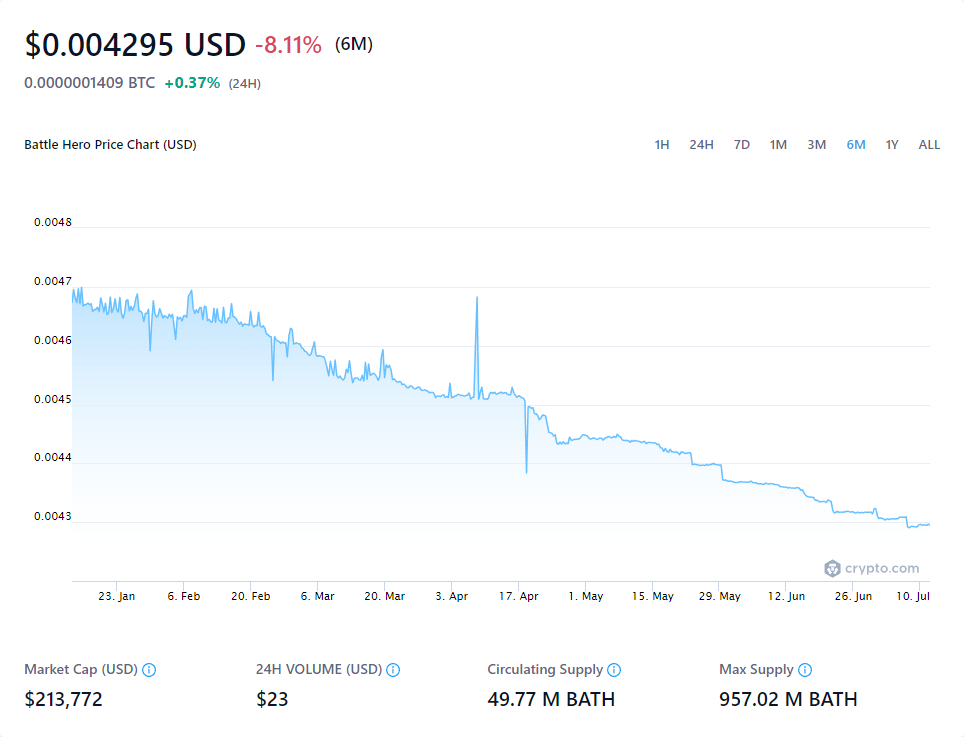 $0.004295 USD -8.11% (6M)
0.0000001409 BTC +0.37% (24H)
Battle Hero Price Chart (USD) 1H 24H 7D 1M 3M 6M 1Y ALL
0.0048
0.0047
0.0046
0.0045
0.0044
0.0043
crypto.com
23. Jan 6. Feb 20. Feb 6. Mar 20. Mar 3. Apr 17. Apr 1. May 15. May 29. May 12. Jun 26. Jun 10. Jul
Market Cap (USD) 24H VOLUME (USD) Circulating Supply Max Supply
$213,772 $23 49.77 M BATH 957.02 M BATH